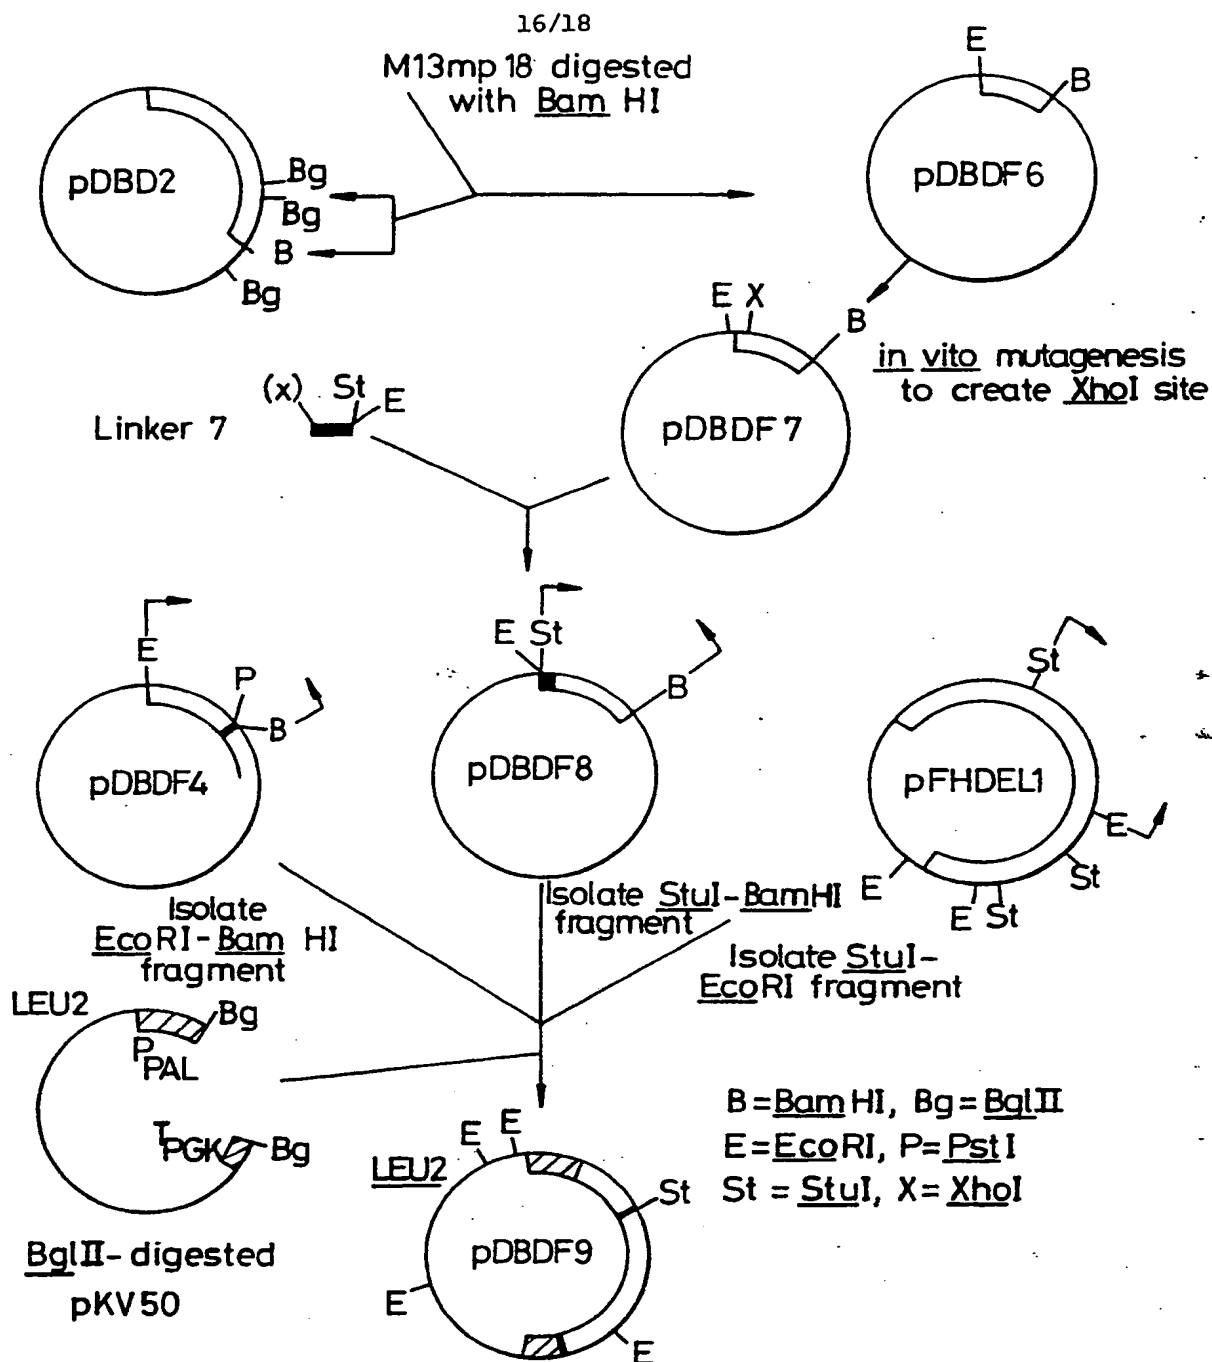 16/18
M13mp 18 digested
with Bam HI
pDBD2
Bg
Bg
B
Bg
E
B
pDBDF6
in vito mutagenesis
to create XhoI site
E X
B
pDBDF7
Linker 7
(x)
St
E
E
P
B
pDBDF4
E St
B
pDBDF8
St
E
St
E St
E
pFHDEL1
Isolate
EcoRI-Bam HI
fragment
Isolate StuI-BamHI
fragment
Isolate StuI-
EcoRI fragment
LEU2
Bg
PPAL
TPGK
Bg
BglII-digested
pKV50
E
E
LEU2
St
pDBDF9
E
E
B=BamHI, Bg=BglII
E=EcoRI, P=PstI
St = StuI, X= XhoI